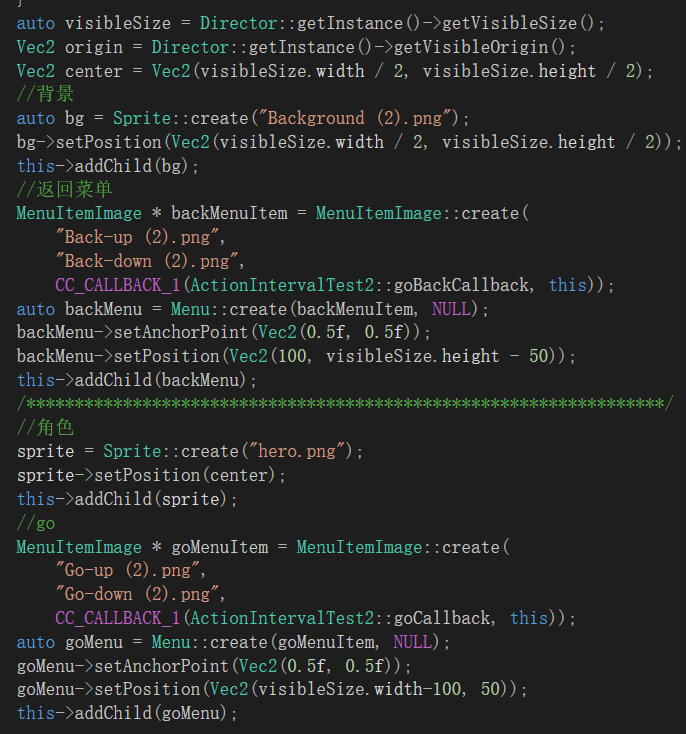 }
auto visibleSize = Director::getInstance()->getVisibleSize();
Vec2 origin = Director::getInstance()->getVisibleOrigin();
Vec2 center = Vec2(visibleSize.width / 2, visibleSize.height / 2);
//背景
auto bg = Sprite::create("Background (2).png");
bg->setPosition(Vec2(visibleSize.width / 2, visibleSize.height / 2));
this->addChild(bg);
//返回菜单
MenuItemImage * backMenuItem = MenuItemImage::create(
    "Back-up (2).png",
    "Back-down (2).png",
    CC_CALLBACK_1(ActionIntervalTest2::goBackCallback, this));
auto backMenu = Menu::create(backMenuItem, NULL);
backMenu->setAnchorPoint(Vec2(0.5f, 0.5f));
backMenu->setPosition(Vec2(100, visibleSize.height - 50));
this->addChild(backMenu);
/******************************************************************/
//角色
sprite = Sprite::create("hero.png");
sprite->setPosition(center);
this->addChild(sprite);
//go
MenuItemImage * goMenuItem = MenuItemImage::create(
    "Go-up (2).png",
    "Go-down (2).png",
    CC_CALLBACK_1(ActionIntervalTest2::goCallback, this));
auto goMenu = Menu::create(goMenuItem, NULL);
goMenu->setAnchorPoint(Vec2(0.5f, 0.5f));
goMenu->setPosition(Vec2(visibleSize.width-100, 50));
this->addChild(goMenu);